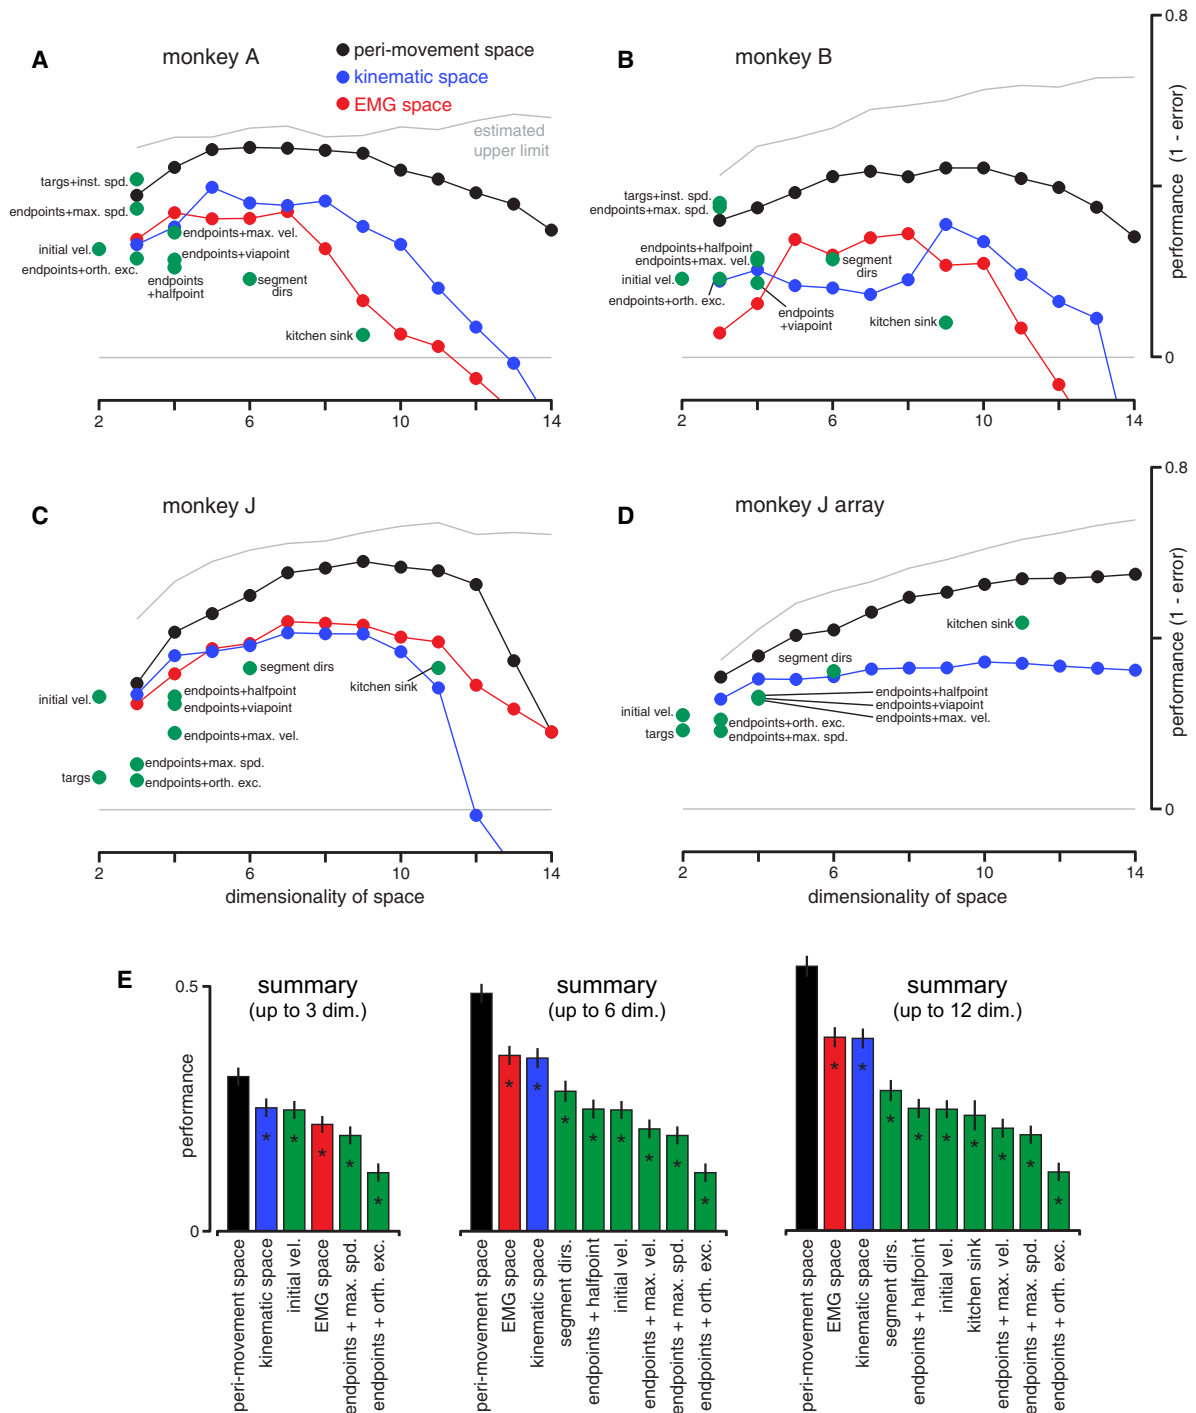 A
monkey A
peri-movement space
kinematic space
EMG space
estimated
upper limit
targs+inst. spd.
endpoints+max. spd.
initial vel.
endpoints+orth. exc.
endpoints+max. vel.
endpoints+viapoint
endpoints
+halfpoint
segment
dirs
kitchen sink
2
6
10
14
B
monkey B
targs+inst. spd.
endpoints+max. spd.
endpoints+halfpoint
endpoints+max. vel.
initial vel.
endpoints+orth. exc.
segment
dirs
endpoints
+viapoint
kitchen sink
2
6
10
14
0.8
0
performance (1 - error)
C
monkey J
initial vel.
targs
segment dirs
endpoints+halfpoint
endpoints+viapoint
endpoints+max. vel.
endpoints+max. spd.
endpoints+orth. exc.
kitchen sink
2
6
10
14
dimensionality of space
D
monkey J array
kitchen sink
segment dirs
endpoints+halfpoint
endpoints+viapoint
endpoints+max. vel.
initial vel.
targs
endpoints+orth. exc.
endpoints+max. spd.
2
6
10
14
dimensionality of space
0.8
0
performance (1 - error)
E
0.5
0
performance
summary
(up to 3 dim.)
* * * * *
peri-movement space
kinematic space
initial vel.
EMG space
endpoints + max. spd.
endpoints + orth. exc.
summary
(up to 6 dim.)
* * * * * * * *
peri-movement space
EMG space
kinematic space
segment dirs.
endpoints + halfpoint
initial vel.
endpoints + max. vel.
endpoints + max. spd.
endpoints + orth. exc.
summary
(up to 12 dim.)
* * * * * * * * *
peri-movement space
EMG space
kinematic space
segment dirs.
endpoints + halfpoint
initial vel.
kitchen sink
endpoints + max. vel.
endpoints + max. spd.
endpoints + orth. exc.